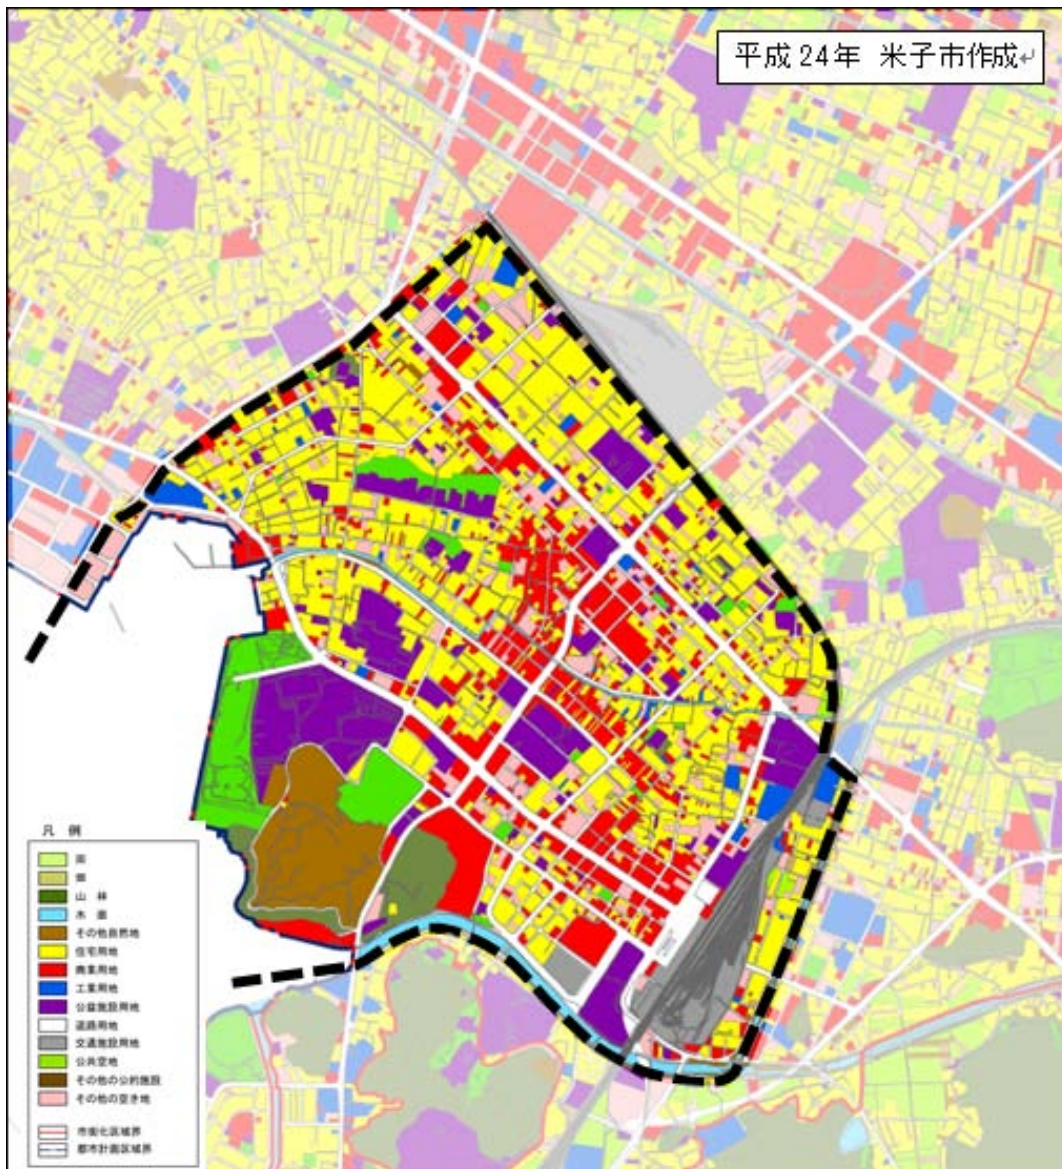 平成24年 米子市作成↵
凡 例
田
畑
山 林
水 面
その他自然地
住宅用地
商業用地
工業用地
公益施設用地
道路用地
交通施設用地
公共空地
その他の公的施設
その他の空き地
市街化区域界
都市計画区域界